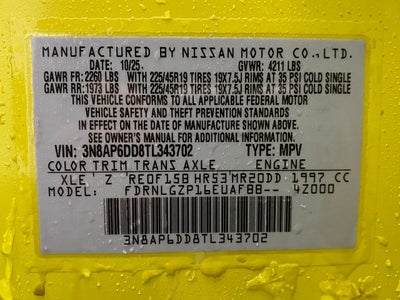 MANUFACTURED BY NISSAN MOTOR CO.,LTD.
DATE: 10/25. GVWR: 4211 LBS
GAWR FR: 2260 LBS WITH 225/45R19 TIRES 19X7.5J RIMS AT 35 PSI COLD SINGLE
GAWR RR: 1973 LBS WITH 225/45R19 TIRES 19X7.5J RIMS AT 35 PSI COLD SINGLE
THIS VEHICLE CONFORMS TO ALL APPLICABLE FEDERAL MOTOR
VEHICLE SAFETY AND THEFT PREVENTION STANDARDS
IN EFFECT ON THE DATE OF MANUFACTURE SHOWN ABOVE.
SEE OWNER'S MANUAL FOR ADDITIONAL INFORMATION.
VIN: 3N8AP6DD8TL343702 TYPE: MPV
COLOR TRIM TRANS AXLE ENGINE
XLE Z RE0F15B HR53 MR20DD 1997 CC
MODEL: FDRNLGZP16EUAFBB-- 4Z000
3N8AP6DD8TL343702